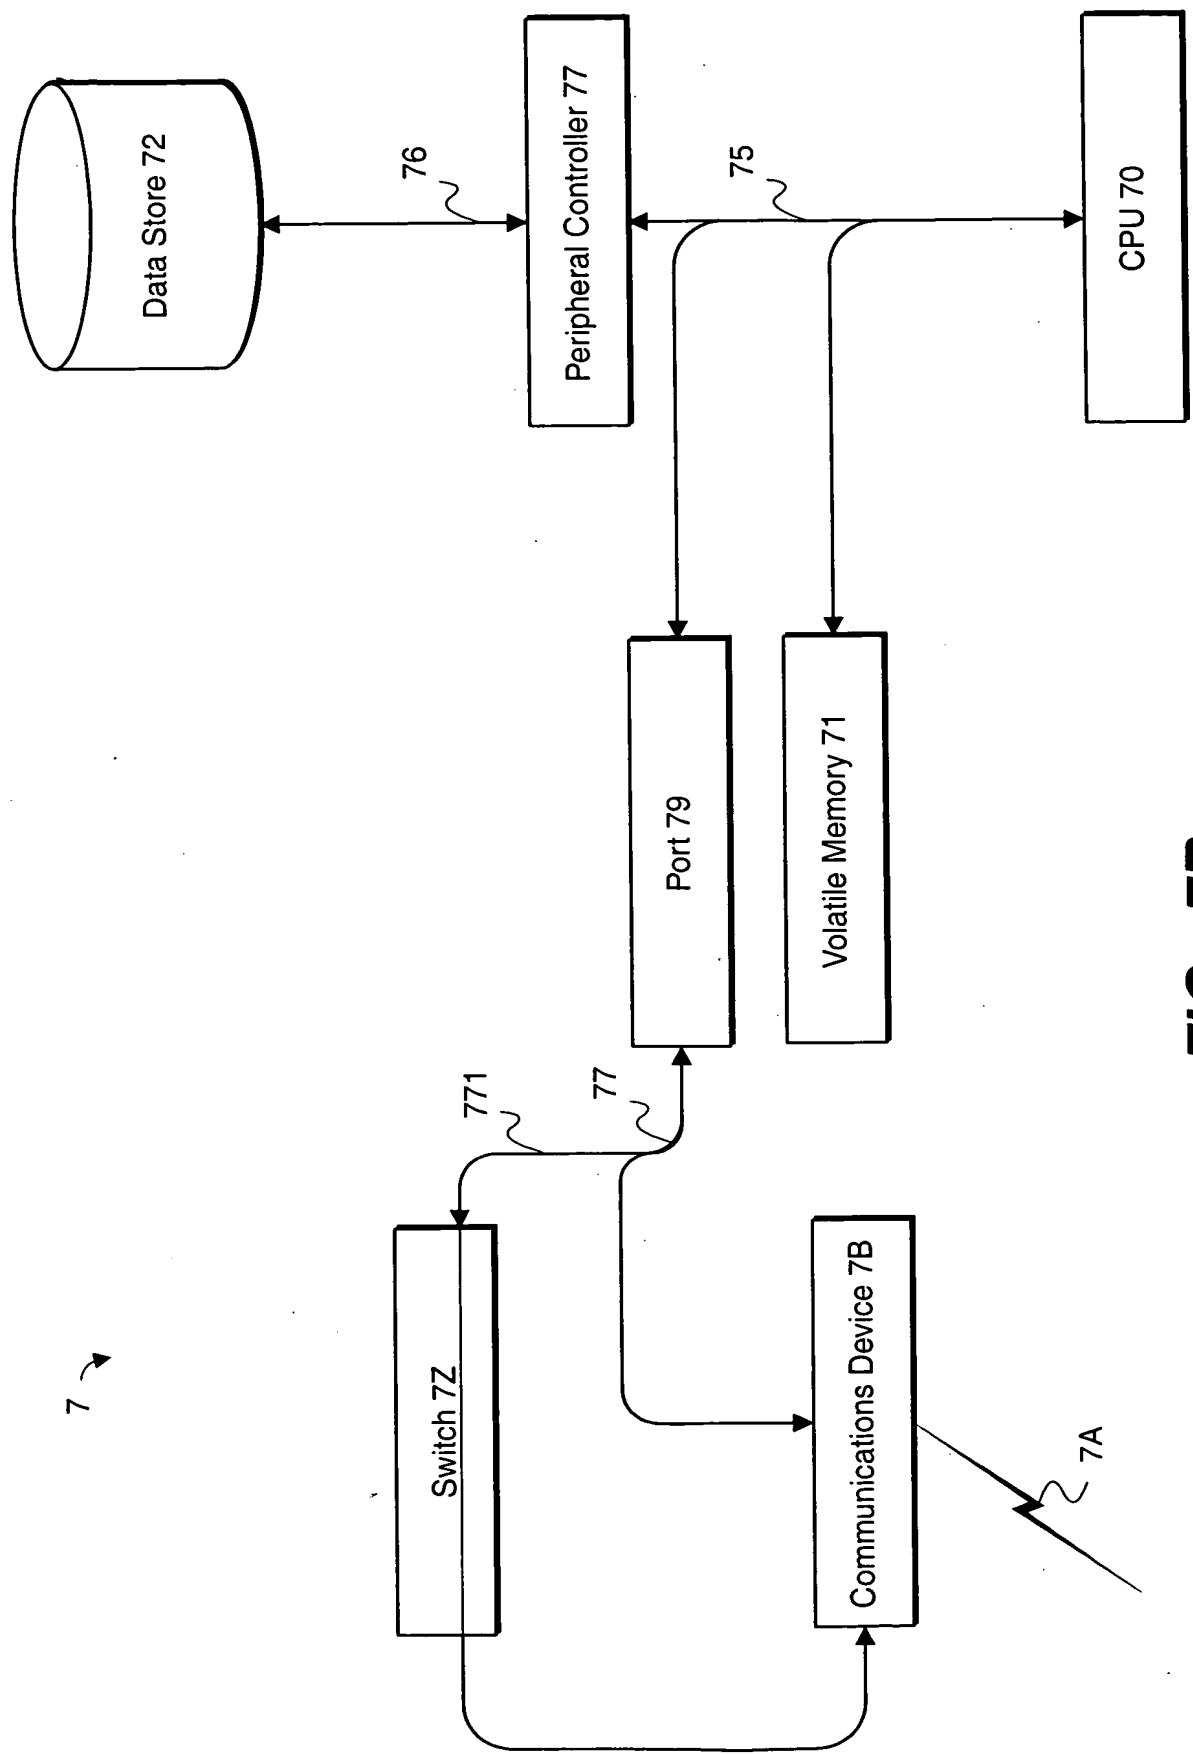 7
Data Store 72
76
Switch 7Z
771
Peripheral Controller 77
77
Port 79
75
Volatile Memory 71
Communications Device 7B
7A
CPU 70
FIG.